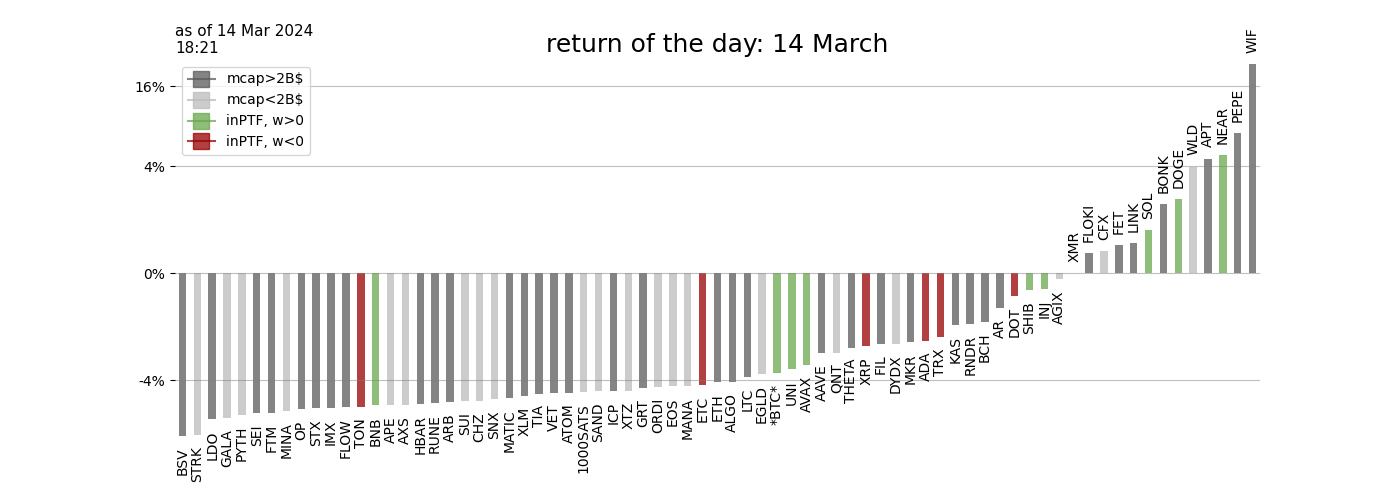 as of 14 Mar 2024
18:21
return of the day: 14 March
mcap>2B$
mcap<2B$
inPTF, w>0
inPTF, w<0
16%
4%
0%
-4%
BSV
STRK
LDO
GALA
PYTH
SEI
FTM
MINA
OP
STX
IMX
FLOW
TON
BNB
APE
AXS
HBAR
RUNE
ARB
SUI
CHZ
SNX
MATIC
XLM
TIA
VET
ATOM
1000SATS
SAND
ICP
XTZ
GRT
ORDI
EOS
MANA
ETC
ETH
ALGO
LTC
EGLD
*BTC*
UNI
AVAX
AAVE
QNT
THETA
XRP
FIL
DYDX
MKR
ADA
TRX
KAS
RNDR
BCH
AR
DOT
SHIB
INJ
AGIX
XMR
FLOKI
CFX
FET
LINK
SOL
BONK
DOGE
WLD
APT
NEAR
PEPE
WIF